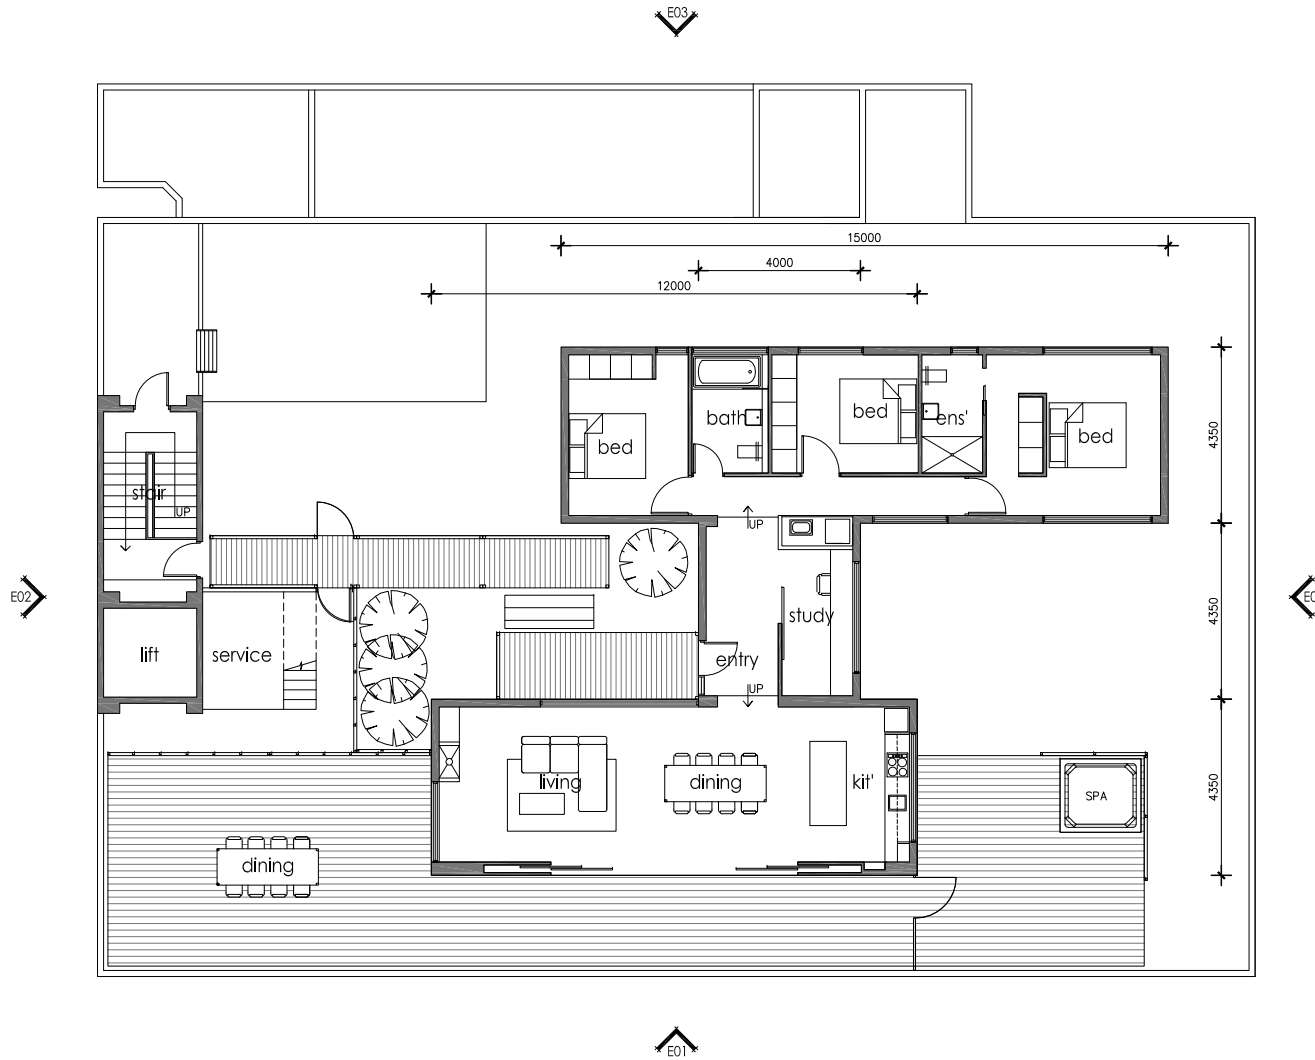 E03
15000
4000
12000
bed
bath
bed
ens'
bed
4350
stair
UP
UP
E02
lift
service
study
entry
4350
UP
living
dining
kit'
SPA
4350
dining
E01